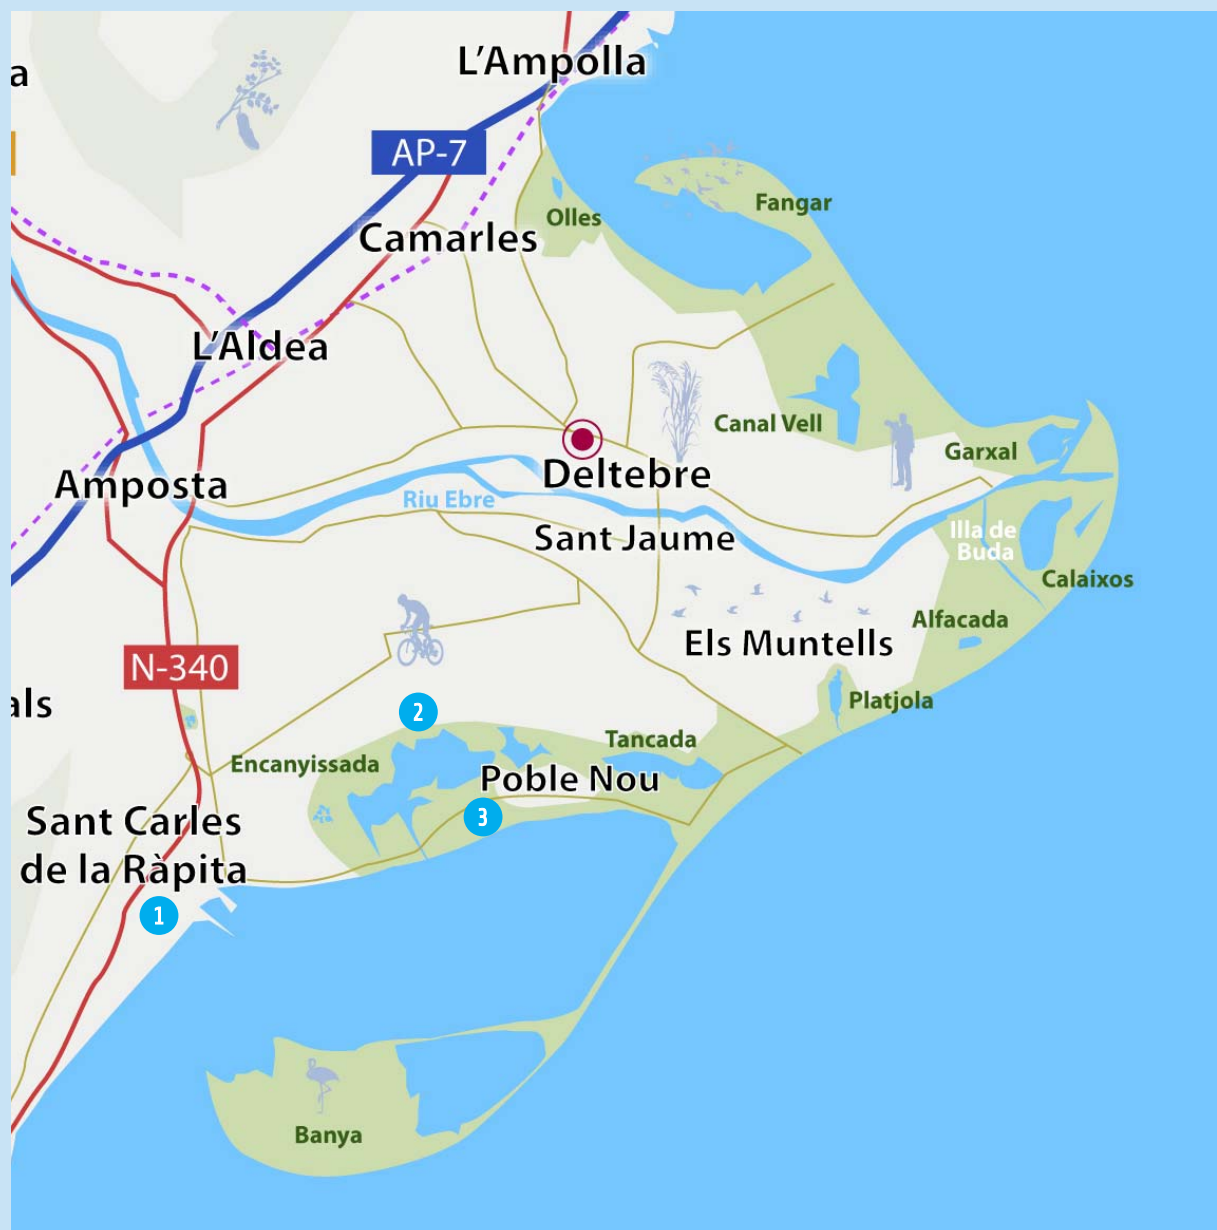 L'Ampolla
a
AP-7
Fangar
Olles
Camarles
L'Aldea
Canal Vell
Garxal
Deltebre
Amposta
Riu Ebre
Sant Jaume
Illa de
Buda
Calaixos
Alfacada
Els Muntells
N-340
als
Platjola
2
Tancada
Encanyissada
Poble Nou
3
Sant Carles
de la Ràpita
1
Banya